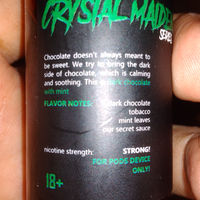 CRYSTAL MAIDEN
SERIES
Chocolate doesn't always meant to
be sweet. We try to bring the dark
side of chocolate, which is calming
and soothing. This is dark chocolate
with mint
FLAVOR NOTES: dark chocolate
tobacco
mint leaves
our secret sauce
nicotine strength: STRONG!
FOR PODS DEVICE
ONLY!
18+